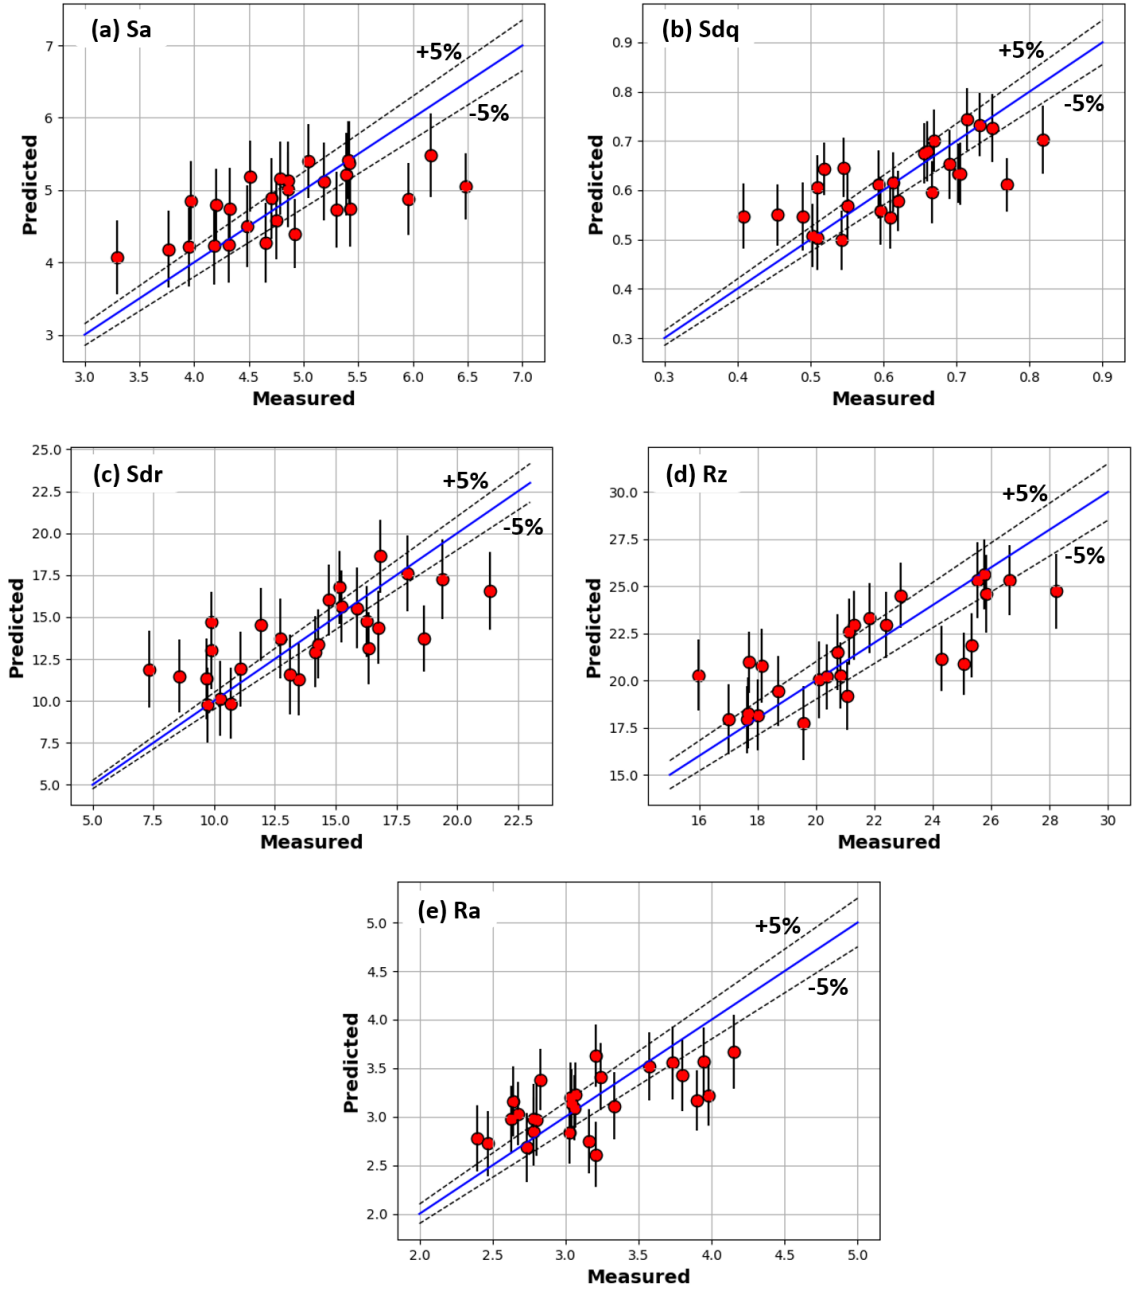 (a) Sa
+5%
-5%
7
6
5
4
3
Predicted
3.0 3.5 4.0 4.5 5.0 5.5 6.0 6.5 7.0
Measured
(b) Sdq
+5%
-5%
0.9
0.8
0.7
0.6
0.5
0.4
0.3
Predicted
0.3 0.4 0.5 0.6 0.7 0.8 0.9
Measured
(c) Sdr
+5%
-5%
25.0
22.5
20.0
17.5
15.0
12.5
10.0
7.5
5.0
Predicted
5.0 7.5 10.0 12.5 15.0 17.5 20.0 22.5
Measured
(d) Rz
+5%
-5%
30.0
27.5
25.0
22.5
20.0
17.5
15.0
Predicted
16 18 20 22 24 26 28 30
Measured
(e) Ra
+5%
-5%
5.0
4.5
4.0
3.5
3.0
2.5
2.0
Predicted
2.0 2.5 3.0 3.5 4.0 4.5 5.0
Measured